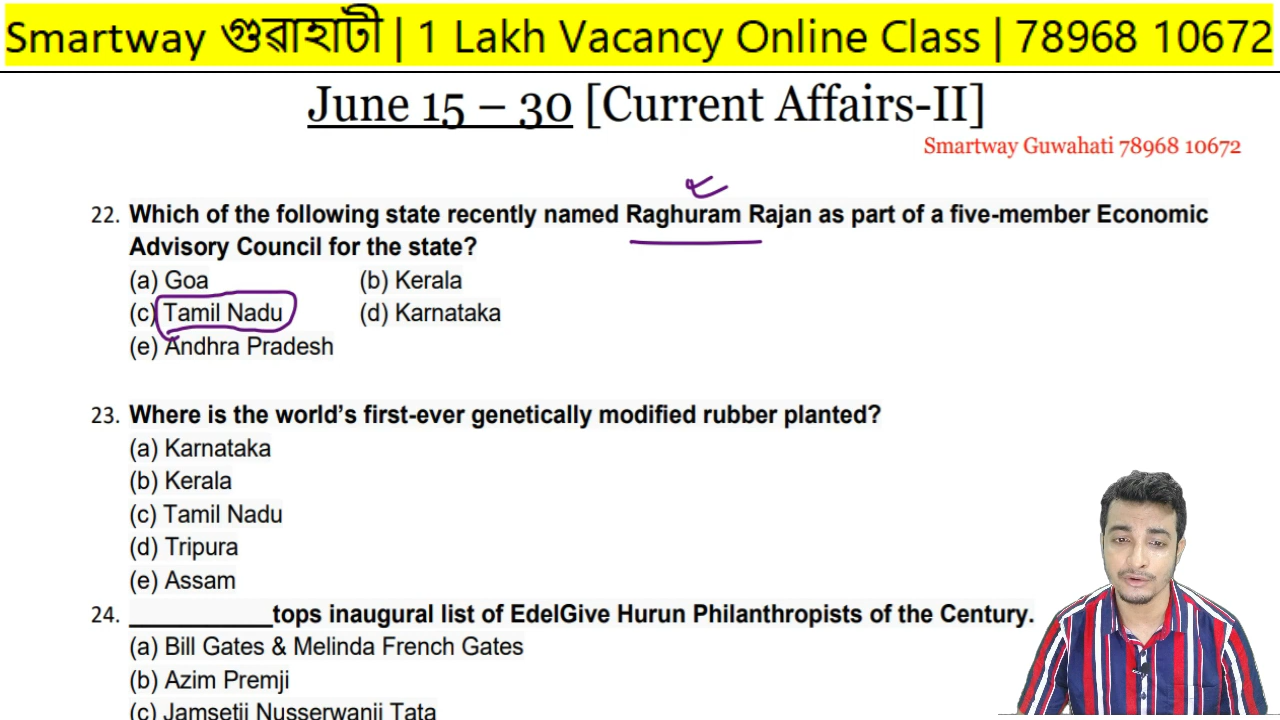 Smartway গুৱাহাটী | 1 Lakh Vacancy Online Class | 78968 10672
June 15 – 30 [Current Affairs-II]
Smartway Guwahati 78968 10672
22. Which of the following state recently named Raghuram Rajan as part of a five-member Economic
Advisory Council for the state?
(a) Goa (b) Kerala
(c) Tamil Nadu (d) Karnataka
(e) Andhra Pradesh
23. Where is the world’s first-ever genetically modified rubber planted?
(a) Karnataka
(b) Kerala
(c) Tamil Nadu
(d) Tripura
(e) Assam
24. ___________tops inaugural list of EdelGive Hurun Philanthropists of the Century.
(a) Bill Gates & Melinda French Gates
(b) Azim Premji
(c) Jamsetji Nusserwanji Tata